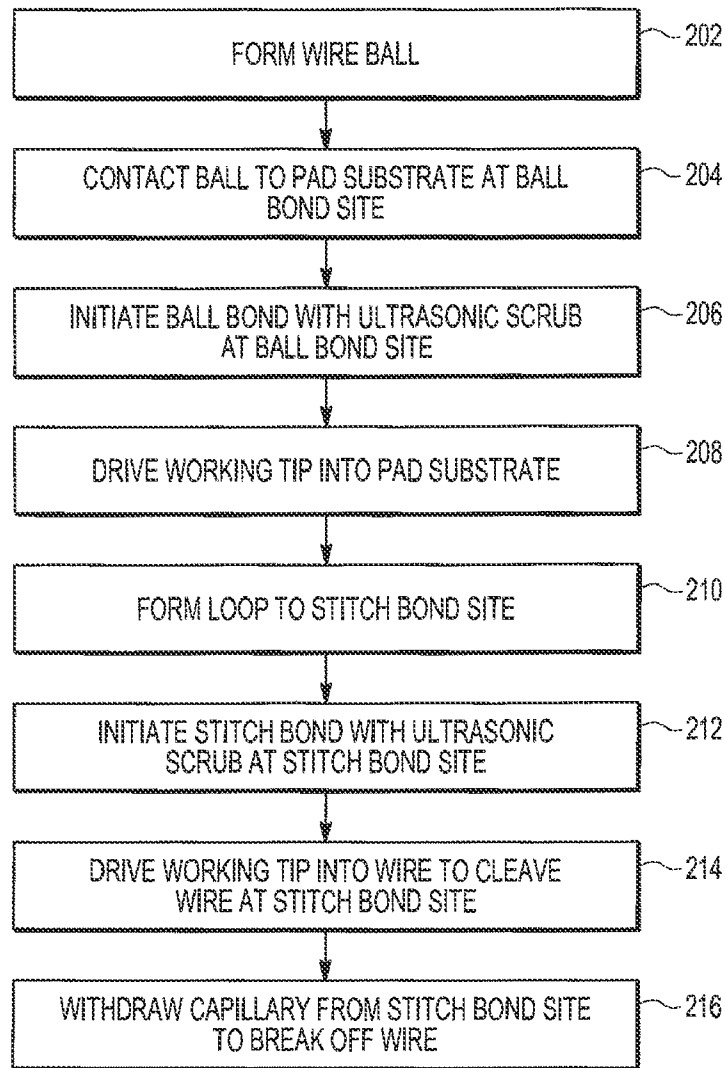 FORM WIRE BALL
202
CONTACT BALL TO PAD SUBSTRATE AT BALL
BOND SITE
204
INITIATE BALL BOND WITH ULTRASONIC SCRUB
AT BALL BOND SITE
206
DRIVE WORKING TIP INTO PAD SUBSTRATE
208
FORM LOOP TO STITCH BOND SITE
210
INITIATE STITCH BOND WITH ULTRASONIC
SCRUB AT STITCH BOND SITE
212
DRIVE WORKING TIP INTO WIRE TO CLEAVE
WIRE AT STITCH BOND SITE
214
WITHDRAW CAPILLARY FROM STITCH BOND SITE
TO BREAK OFF WIRE
216